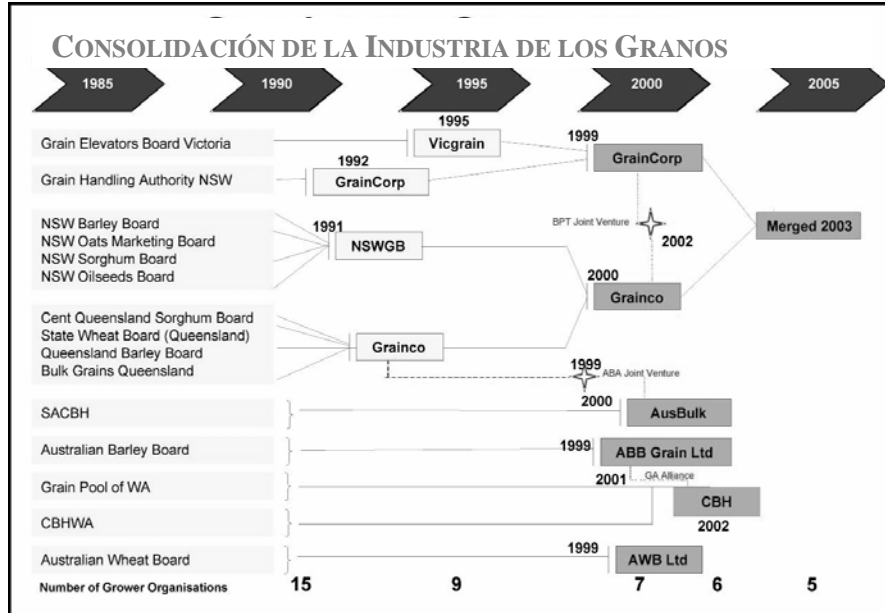 CONSOLIDACIÓN DE LA INDUSTRIA DE LOS GRANOS
1985 1990 1995 2000 2005
1995
Grain Elevators Board Victoria
Vicgrain
1999
GrainCorp
1992
Grain Handling Authority NSW
GrainCorp
BPT Joint Venture
2002
Merged 2003
NSW Barley Board
NSW Oats Marketing Board
NSW Sorghum Board
NSW Oilseeds Board
1991
NSWGB
2000
Grainco
Cent Queensland Sorghum Board
State Wheat Board (Queensland)
Queensland Barley Board
Bulk Grains Queensland
Grainco
1999
ABA Joint Venture
SACBH
2000
AusBulk
Australian Barley Board
1999
ABB Grain Ltd
2001
GA Alliance
Grain Pool of WA
CBH
2002
CBHWA
Australian Wheat Board
1999
AWB Ltd
Number of Grower Organisations 15 9 7 6 5